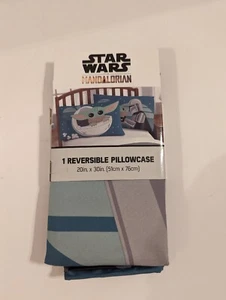 STAR
WARS
THE
MANDALORIAN
1 REVERSIBLE PILLOWCASE
20in. x 30in. (51cm x 76cm)